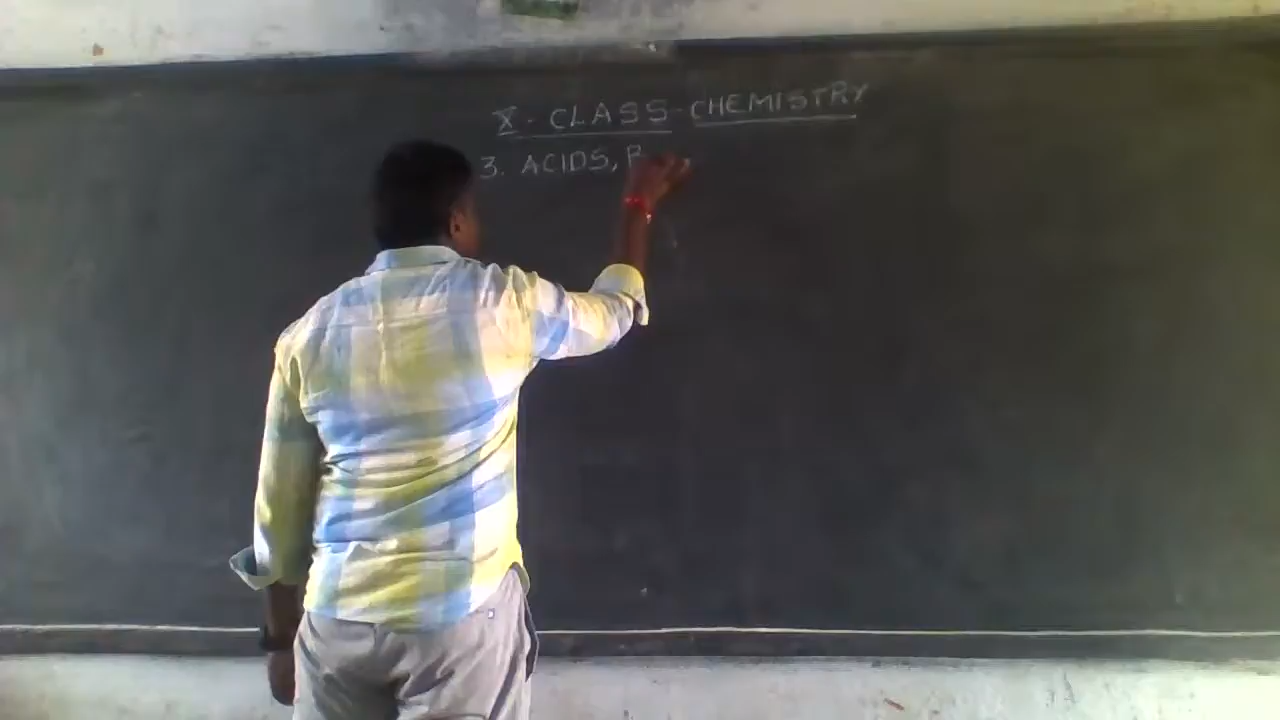 X - CLASS - CHEMISTRY
3. ACIDS, B